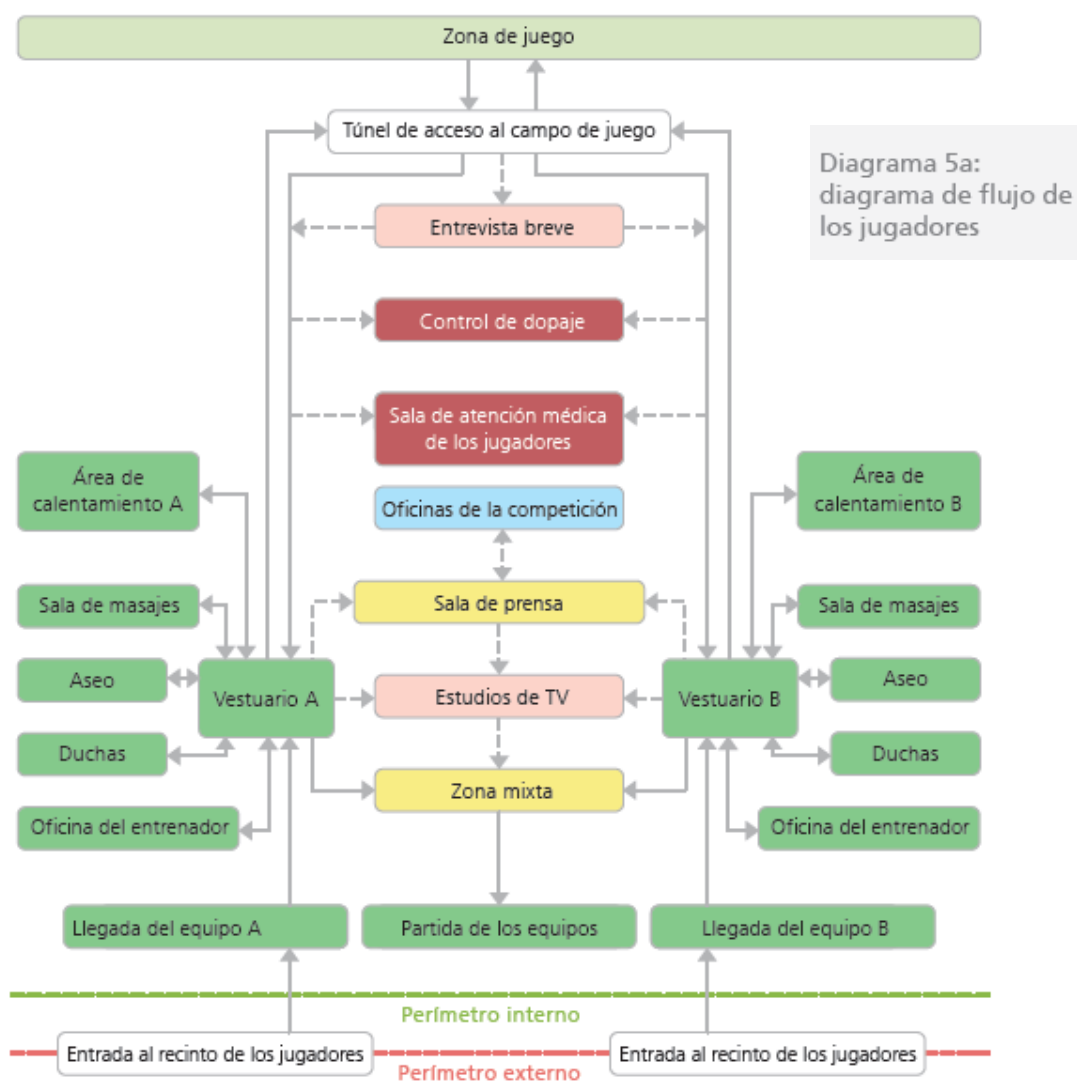 Zona de juego
Túnel de acceso al campo de juego
Diagrama 5a:
diagrama de flujo de
los jugadores
Entrevista breve
Control de dopaje
Sala de atención médica
de los jugadores
Área de
calentamiento A
Área de
calentamiento B
Oficinas de la competición
Sala de masajes
Sala de prensa
Sala de masajes
Aseo
Vestuario A
Estudios de TV
Vestuario B
Aseo
Duchas
Zona mixta
Duchas
Oficina del entrenador
Oficina del entrenador
Llegada del equipo A
Partida de los equipos
Llegada del equipo B
Perímetro interno
Entrada al recinto de los jugadores
Entrada al recinto de los jugadores
Perímetro externo